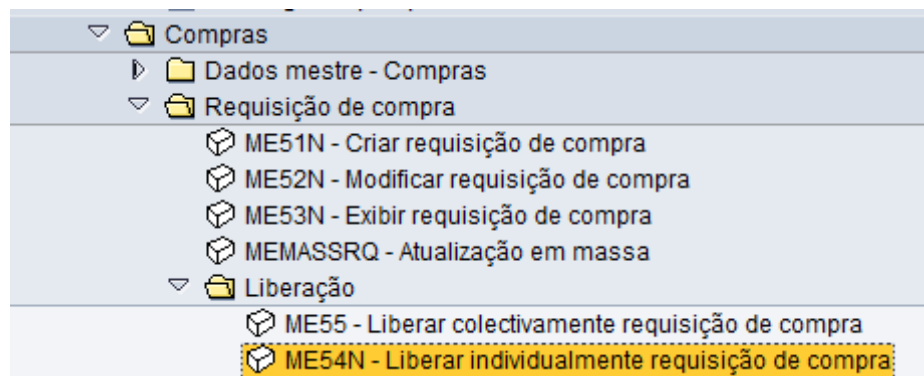 Compras
Dados mestre - Compras
Requisição de compra
ME51N - Criar requisição de compra
ME52N - Modificar requisição de compra
ME53N - Exibir requisição de compra
MEMASSRQ - Atualização em massa
Liberação
ME55 - Liberar colectivamente requisição de compra
ME54N - Liberar individualmente requisição de compra